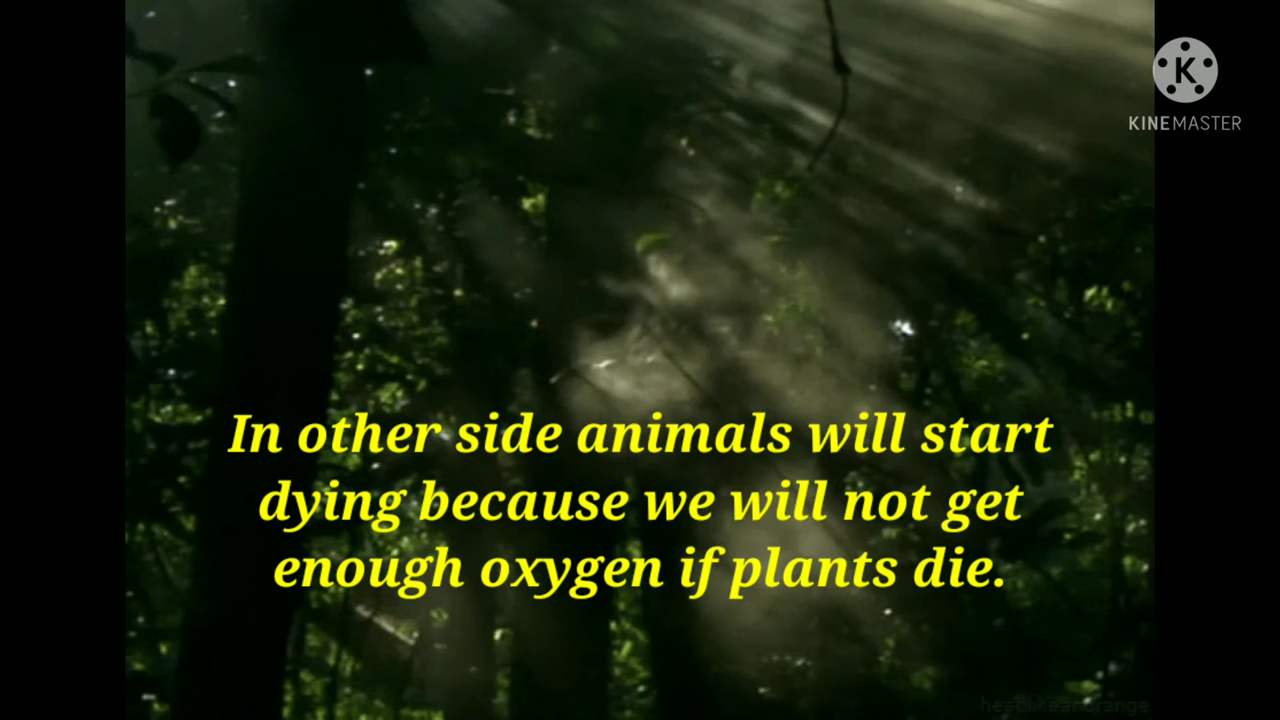 KINEMASTER
In other side animals will start
dying because we will not get
enough oxygen if plants die.